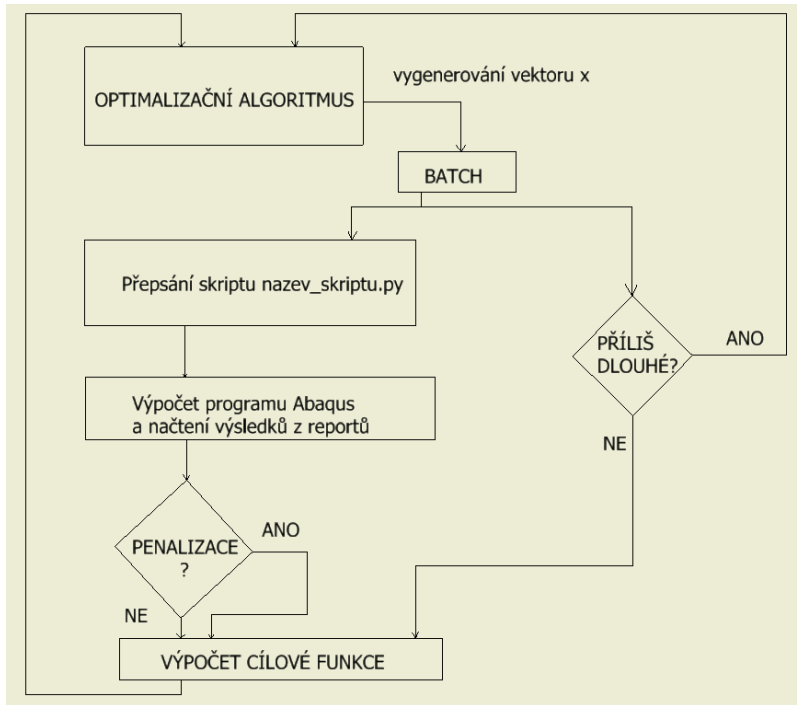 OPTIMALIZAČNÍ ALGORITMUS
vygenerování vektoru x
BATCH
Přepsání skriptu nazev_skriptu.py
PŘÍLIŠ
DLOUHÉ?
ANO
Výpočet programu Abaqus
a načtení výsledků z reportů
NE
PENALIZACE
?
ANO
NE
VÝPOČET CÍLOVÉ FUNKCE